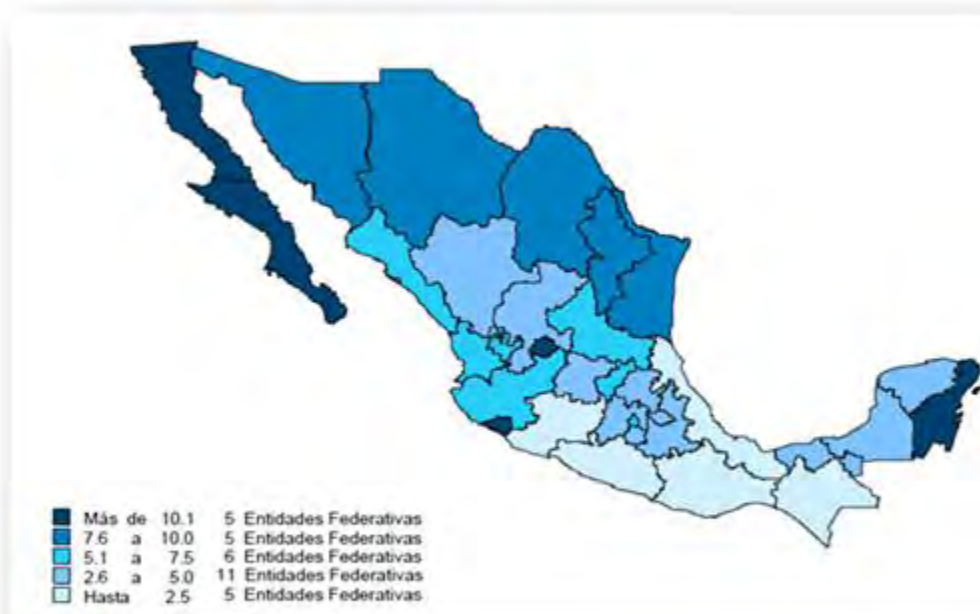 Más de 10.1 5 Entidades Federativas
7.6 a 10.0 5 Entidades Federativas
5.1 a 7.5 6 Entidades Federativas
2.6 a 5.0 11 Entidades Federativas
Hasta 2.5 5 Entidades Federativas